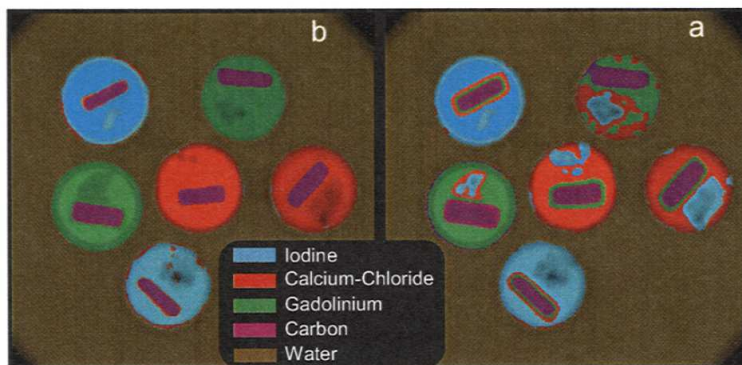 b
a
Iodine
Calcium-Chloride
Gadolinium
Carbon
Water